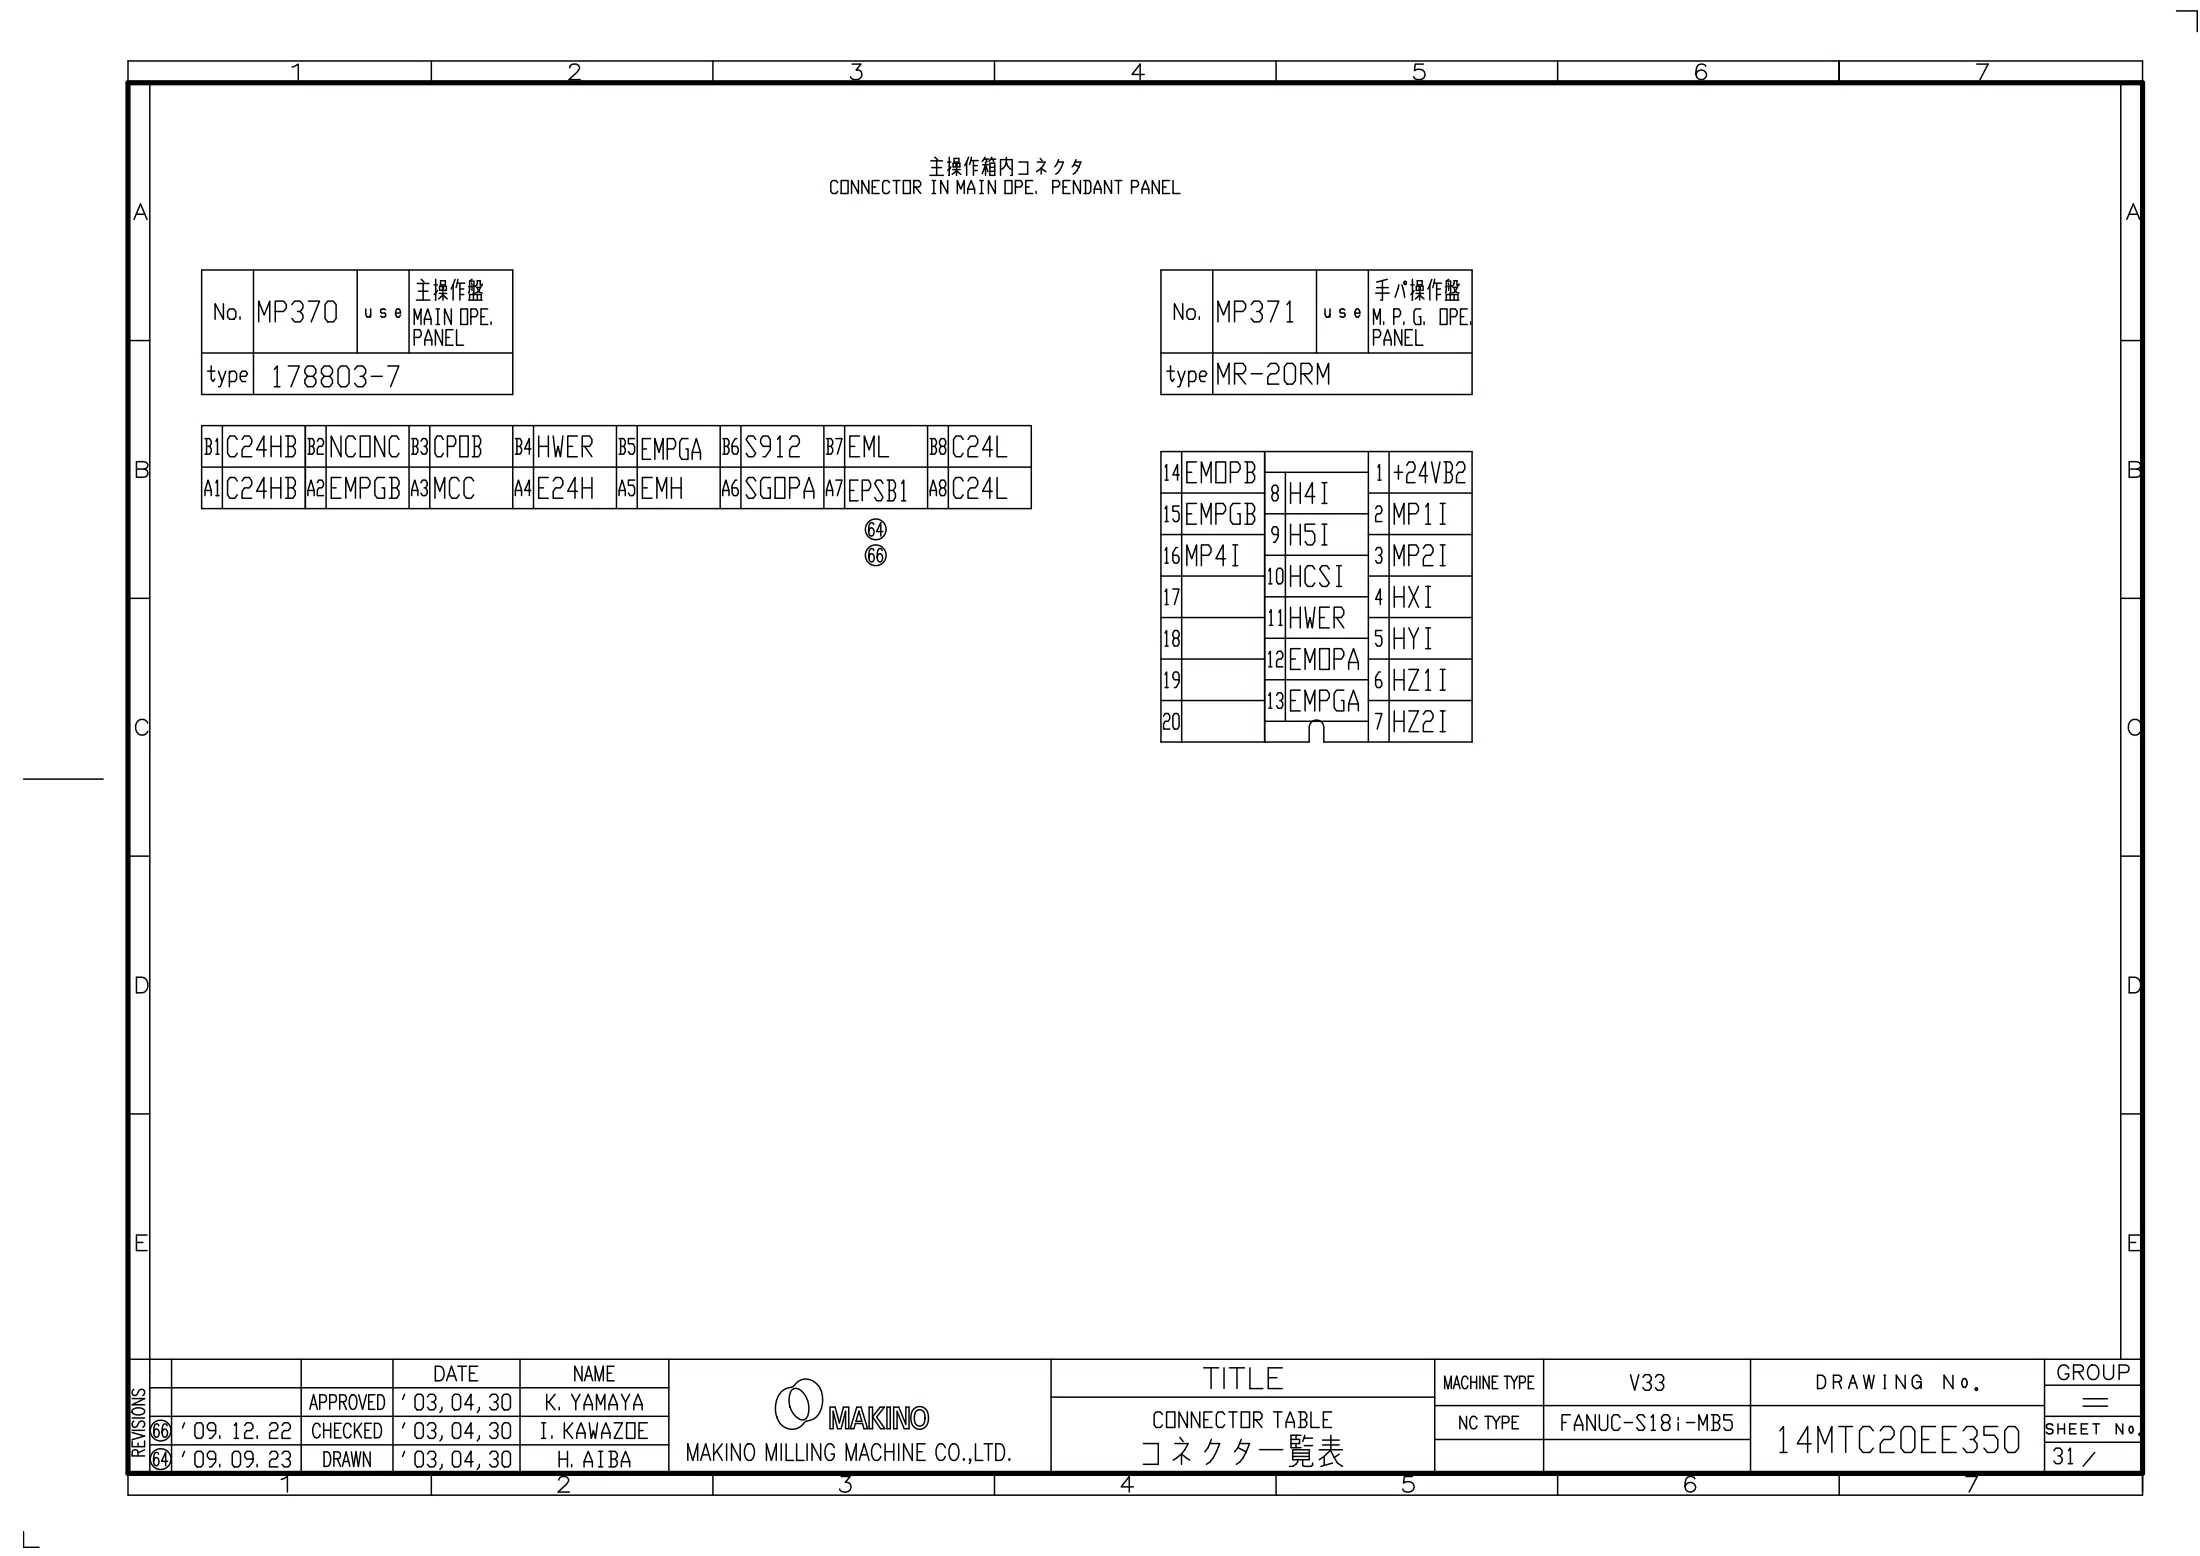 1 2 3 4 5 6 7
主操作箱内コネクタ
CONNECTOR IN MAIN OPE. PENDANT PANEL
A A
No. MP370 use 主操作盤
MAIN OPE.
PANEL
type 178803-7
No. MP371 use 手パ操作盤
M. P. G. OPE.
PANEL
type MR-20RM
B1 C24HB B2 NCONC B3 CPOB B4 HWER B5 EMPGA B6 S912 B7 EML B8 C24L
A1 C24HB A2 EMPGB A3 MCC A4 E24H A5 EMH A6 SGOPA A7 EPSB1 A8 C24L
64
66
B B
14 EMOPB 1 +24VB2
8 H4I
15 EMPGB 2 MP1I
9 H5I
16 MP4I 3 MP2I
10 HCSI
17 4 HXI
11 HWER
18 5 HYI
12 EMOPA
19 6 HZ1I
13 EMPGA
20 7 HZ2I
C C
D D
E E
REVISIONS
66 '09. 12. 22
64 '09. 09. 23
DATE NAME
APPROVED '03, 04, 30 K. YAMAYA
CHECKED '03, 04, 30 I. KAWAZOE
DRAWN '03, 04, 30 H. AIBA
MAKINO
MAKINO MILLING MACHINE CO.,LTD.
TITLE
CONNECTOR TABLE
コネクタ一覧表
MACHINE TYPE V33
NC TYPE FANUC-S18i-MB5
DRAWING No.
14MTC20EE350
GROUP
SHEET No.
31 /
1 2 3 4 5 6 7